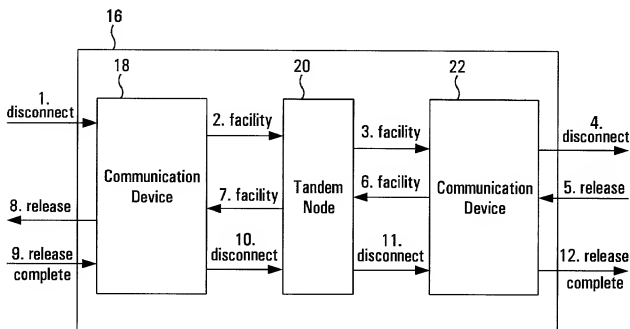 16
18
20
22
1.
disconnect
2. facility
3. facility
4.
disconnect
Communication
Device
Tandem
Node
Communication
Device
7. facility
6. facility
5. release
8. release
9. release
complete
10.
disconnect
11.
disconnect
12. release
complete